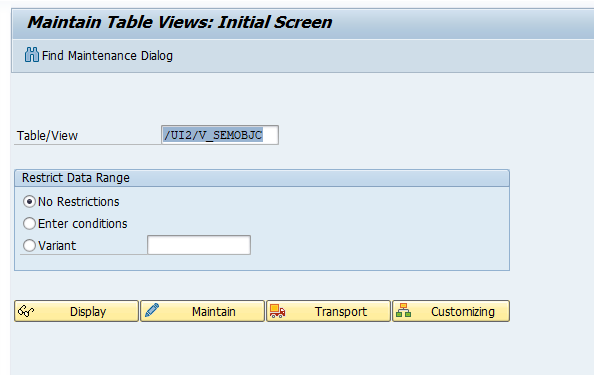 Maintain Table Views: Initial Screen
Find Maintenance Dialog
Table/View /UI2/V_SEMOBJC
Restrict Data Range
No Restrictions
Enter conditions
Variant
Display Maintain Transport Customizing